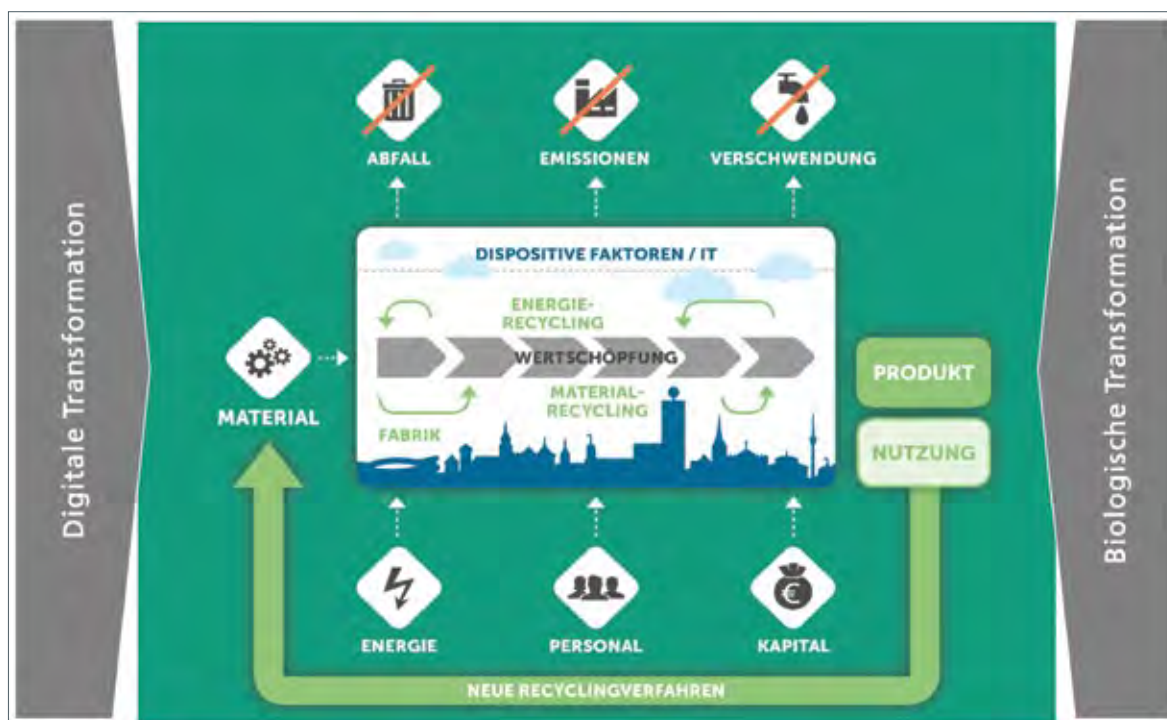 Digitale Transformation
ABFALL
EMISSIONEN
VERSCHWENDUNG
DISPOSITIVE FAKTOREN / IT
ENERGIE-
RECYCLING
WERTSCHÖPFUNG
MATERIAL-
RECYCLING
FABRIK
MATERIAL
PRODUKT
NUTZUNG
ENERGIE
PERSONAL
KAPITAL
NEUE RECYCLINGVERFAHREN
Biologische Transformation